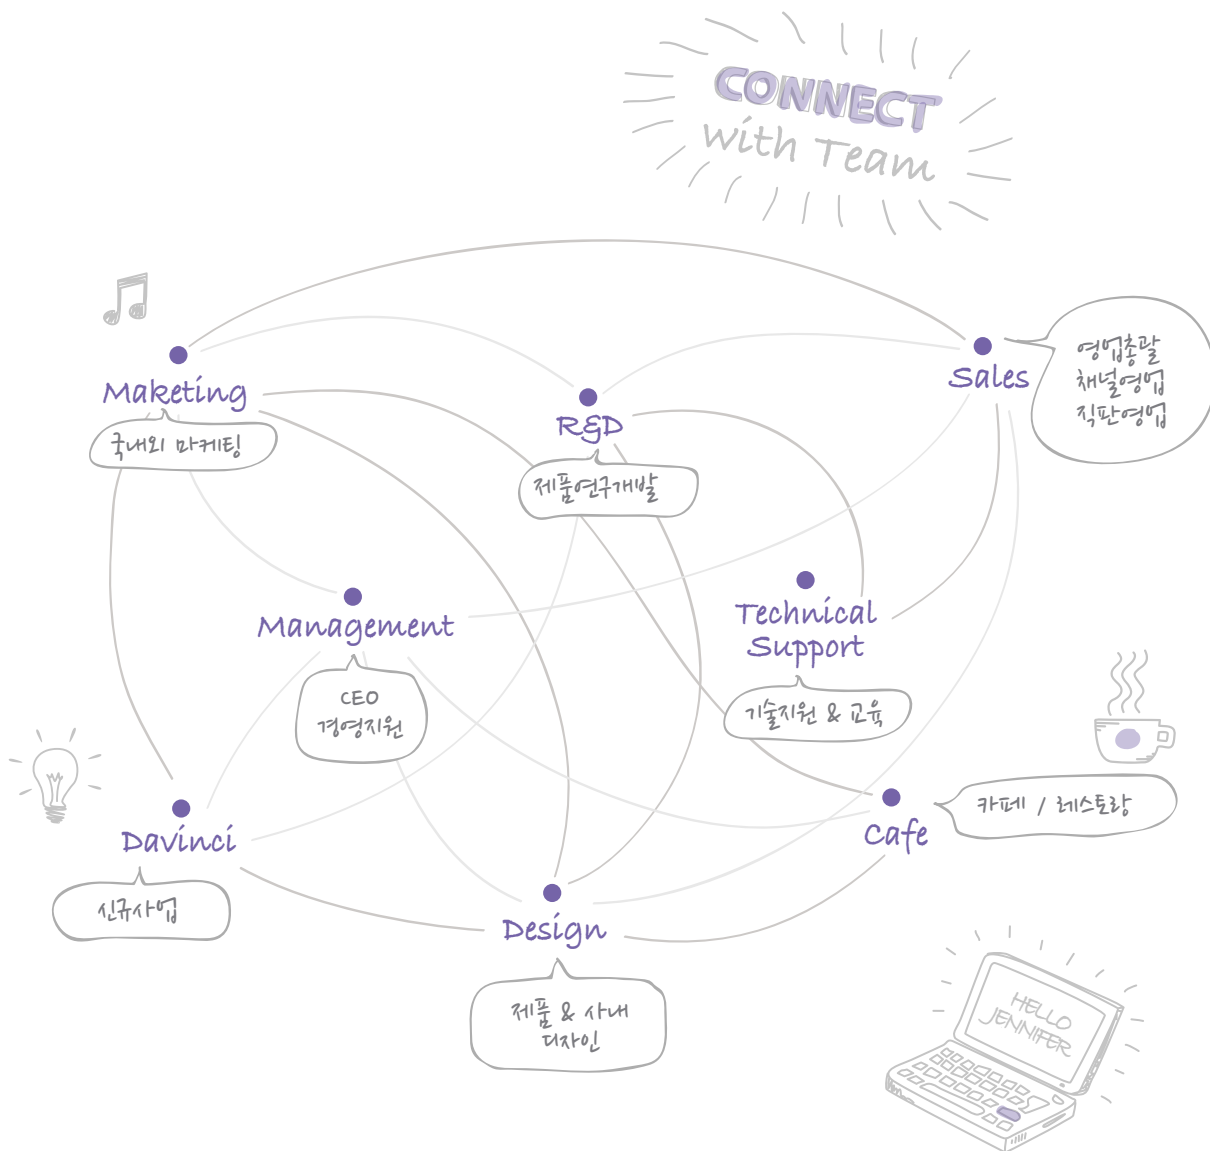 CONNECT
with Team
Maketing
국내외 마케팅
R&D
제품연구개발
Sales
영업총괄
채널영업
직판영업
Management
CEO
경영지원
Technical
Support
기술지원 & 교육
Davinci
신규사업
Cafe
카페 / 레스토랑
Design
제품 & 사내
디자인
HELLO
JENNIFER